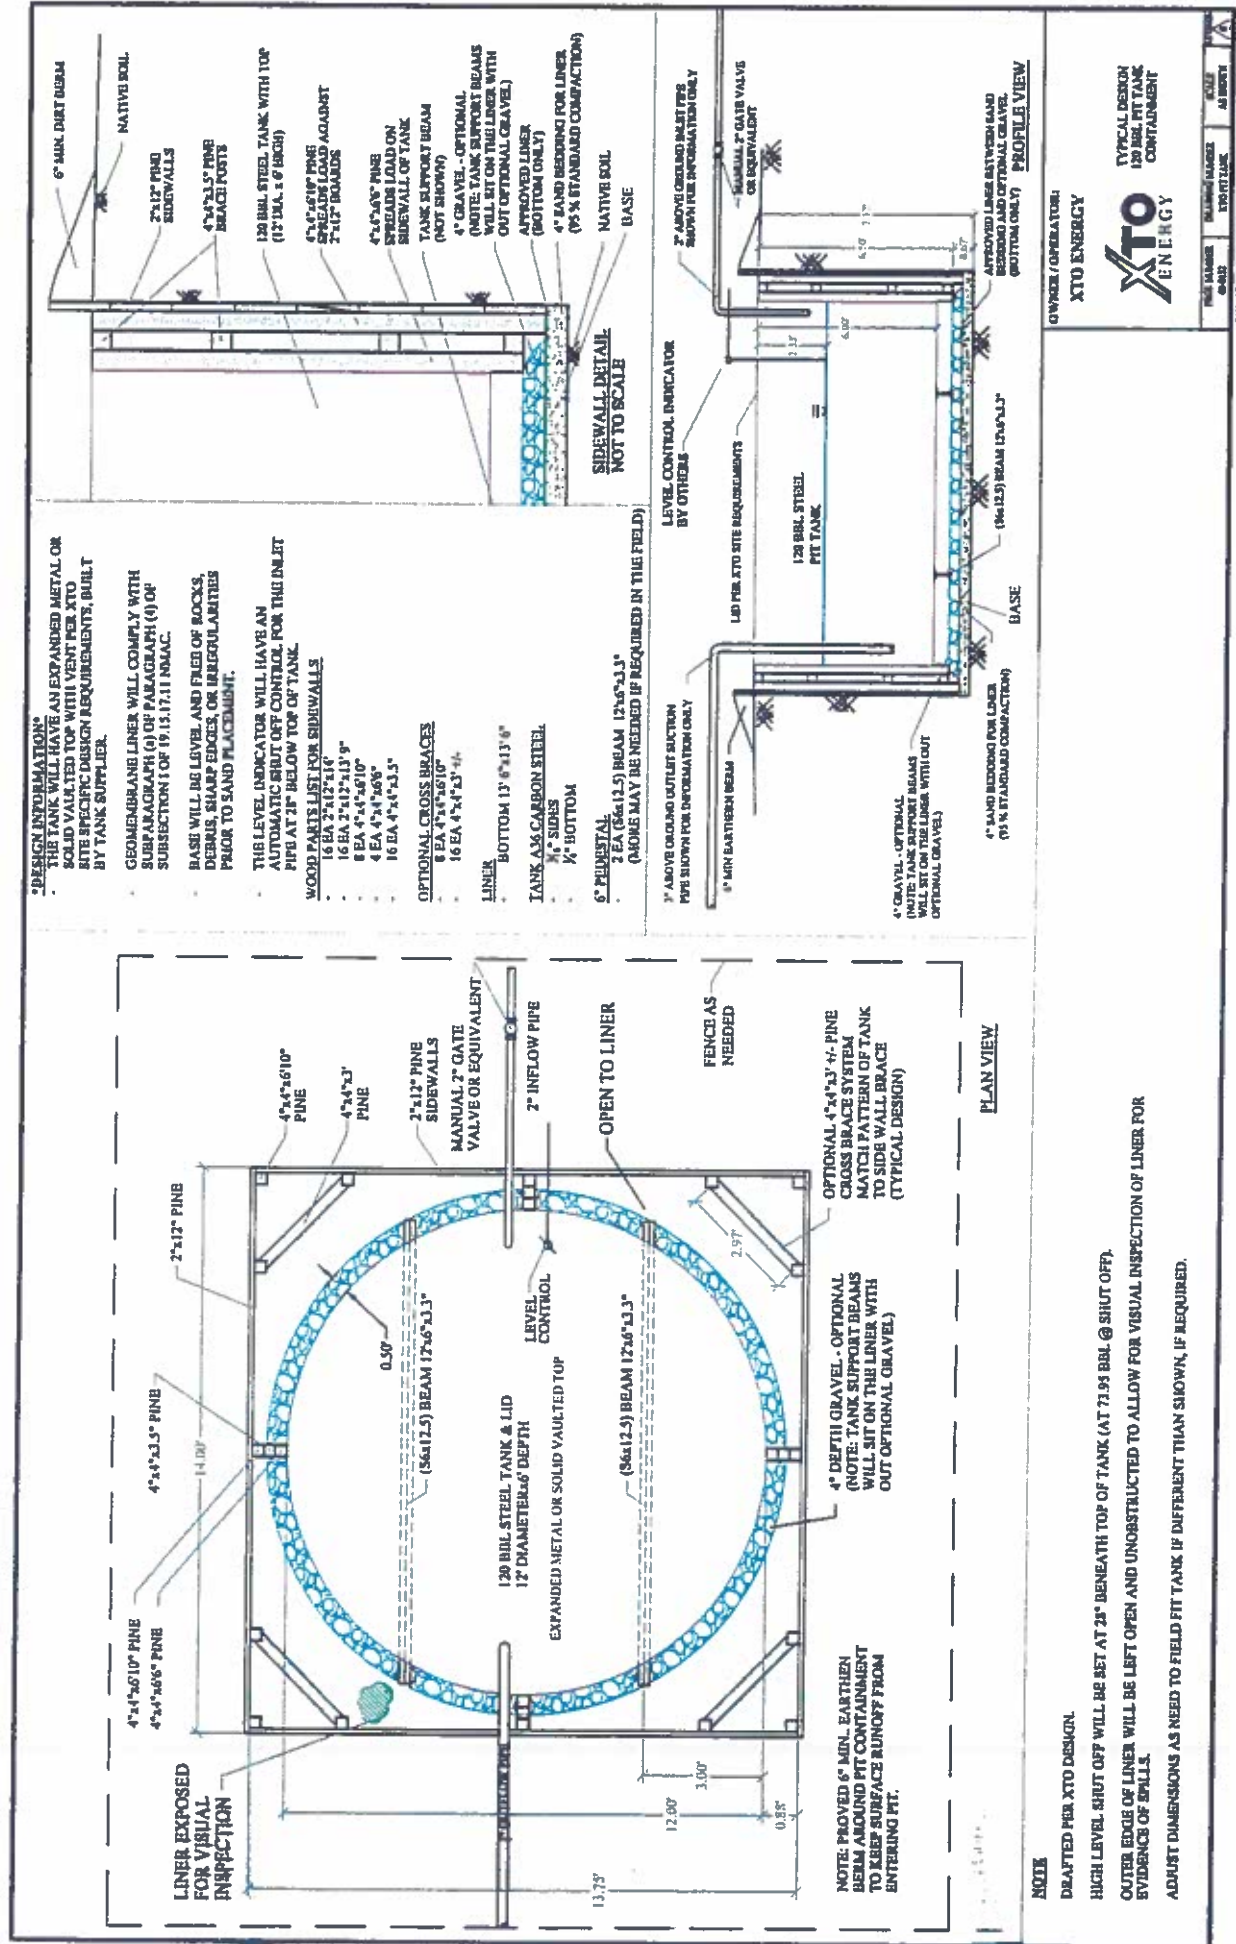 *DESIGN INFORMATION*
- THE TANK WILL HAVE AN EXPANDED METAL OR
SOLID VAULTED TOP WITH VENT PER XTO
SITE SPECIFIC DESIGN REQUIREMENTS, BUILT
BY TANK SUPPLIER.
- GEOMEMBRANE LINER WILL COMPLY WITH
SUBPARAGRAPH (a) OF PARAGRAPH (4) OF
SUBSECTION I OF 19.15.17.11 NMAC.
- BASE WILL BE LEVEL AND FREE OF ROCKS,
DEBRIS, SHARP EDGES, OR IRREGULARITIES
PRIOR TO SAND PLACEMENT.
- THE LEVEL INDICATOR WILL HAVE AN
AUTOMATIC SHUT OFF CONTROL FOR THE INLET
PIPE AT 28" BELOW TOP OF TANK.
WOOD PARTS LIST FOR SIDEWALLS
- 16 EA 2"x12"x14'
- 16 EA 2"x12"x13'9"
- 8 EA 4"x4"x6'10"
- 4 EA 4"x4"x6'6"
- 16 EA 4"x4"x3.5"
OPTIONAL CROSS BRACES
- 8 EA 4"x4"x6'10"
- 16 EA 4"x4"x3' +/-
LINER
- BOTTOM 13' 6"x13'6"
TANK A36 CARBON STEEL
" SIDES
- ¼" BOTTOM
6" PEDESTAL
- 2 EA (S6x12.5) BEAM 12'x6"x3.3"
(MORE MAY BE NEEDED IF REQUIRED IN THE FIELD)
6" MIN. DIRT BERM
NATIVE SOIL
2"x12" PINE
SIDEWALLS
4"x4"x3.5" PINE
BRACE POSTS
120 BBL STEEL TANK WITH TOP
(12' DIA. x 6' HIGH)
4"x4"x6'10" PINE
SPREADS LOAD AGAINST
2"x12" BOARDS
4"x4"x6'6" PINE
SPREADS LOAD ON
SIDEWALL OF TANK
TANK SUPPORT BEAM
(NOT SHOWN)
4" GRAVEL - OPTIONAL
(NOTE: TANK SUPPORT BEAMS
WILL SIT ON THE LINER WITH
OUT OPTIONAL GRAVEL)
APPROVED LINER
(BOTTOM ONLY)
4" SAND BEDDING FOR LINER
(95 % STANDARD COMPACTION)
NATIVE SOIL
BASE
SIDEWALL DETAIL
NOT TO SCALE
4"x4"x6'10" PINE
4"x4"x6'6" PINE
4"x4"x3.5" PINE
2"x12" PINE
4"x4"x6'10"
PINE
4"x4"x3'
PINE
2"x12" PINE
SIDEWALLS
MANUAL 2" GATE
VALVE OR EQUIVALENT
2" INFLOW PIPE
OPEN TO LINER
FENCE AS
NEEDED
14.00'
0.50'
LINER EXPOSED
FOR VISUAL
INSPECTION
(S6x12.5) BEAM 12'x6"x3.3"
120 BBL STEEL TANK & LID
12' DIAMETERx6' DEPTH
EXPANDED METAL OR SOLID VAULTED TOP
LEVEL
CONTROL
(S6x12.5) BEAM 12'x6"x3.3"
2.97'
3.00'
12.00'
0.88'
13.75'
NOTE: PROVED 6" MIN. EARTHEN
BERM AROUND PIT CONTAINMENT
TO KEEP SURFACE RUNOFF FROM
ENTERING PIT.
4" DEPTH GRAVEL - OPTIONAL
(NOTE: TANK SUPPORT BEAMS
WILL SIT ON THE LINER WITH
OUT OPTIONAL GRAVEL)
OPTIONAL 4"x4"x3' +/- PINE
CROSS BRACE SYSTEM
MATCH PATTERN OF TANK
TO SIDE WALL BRACE
(TYPICAL DESIGN)
PLAN VIEW
3" ABOVE GROUND OUTLET SUCTION
PIPE SHOWN FOR INFORMATION ONLY
6" MIN EARTHERN BERM
LEVEL CONTROL INDICATOR
BY OTHERS
LID PER XTO SITE REQUIREMENTS
120 BBL STEEL
PIT TANK
2" ABOVE GROUND INLET PIPE
SHOWN FOR INFORMATION ONLY
MANUAL 2" GATE VALVE
OR EQUIVALENT
2.33'
6.00'
4" GRAVEL - OPTIONAL
(NOTE: TANK SUPPORT BEAMS
WILL SIT ON THE LINER WITH OUT
OPTIONAL GRAVEL)
4" SAND BEDDING FOR LINER
(95 % STANDARD COMPACTION)
BASE
(S6x12.5) BEAM 12'x6"x3.3"
APPROVED LINER BETWEEN SAND
BEDDING AND OPTIONAL GRAVEL
(BOTTOM ONLY)
PROFILE VIEW
NOTE
DRAFTED PER XTO DESIGN.
HIGH LEVEL SHUT OFF WILL BE SET AT 28" BENEATH TOP OF TANK (AT 73.95 BBL @ SHUT OFF).
OUTER EDGE OF LINER WILL BE LEFT OPEN AND UNOBSTRUCTED TO ALLOW FOR VISUAL INSPECTION OF LINER FOR
EVIDENCE OF SPILLS.
ADJUST DIMENSIONS AS NEED TO FIELD FIT TANK IF DIFFERENT THAN SHOWN, IF REQUIRED.
OWNER / OPERATOR:
XTO ENERGY
XTO
ENERGY
TYPICAL DESIGN
120 BBL PIT TANK
CONTAINMENT
DRAWING NUMBER
SCALE
AS SHOWN